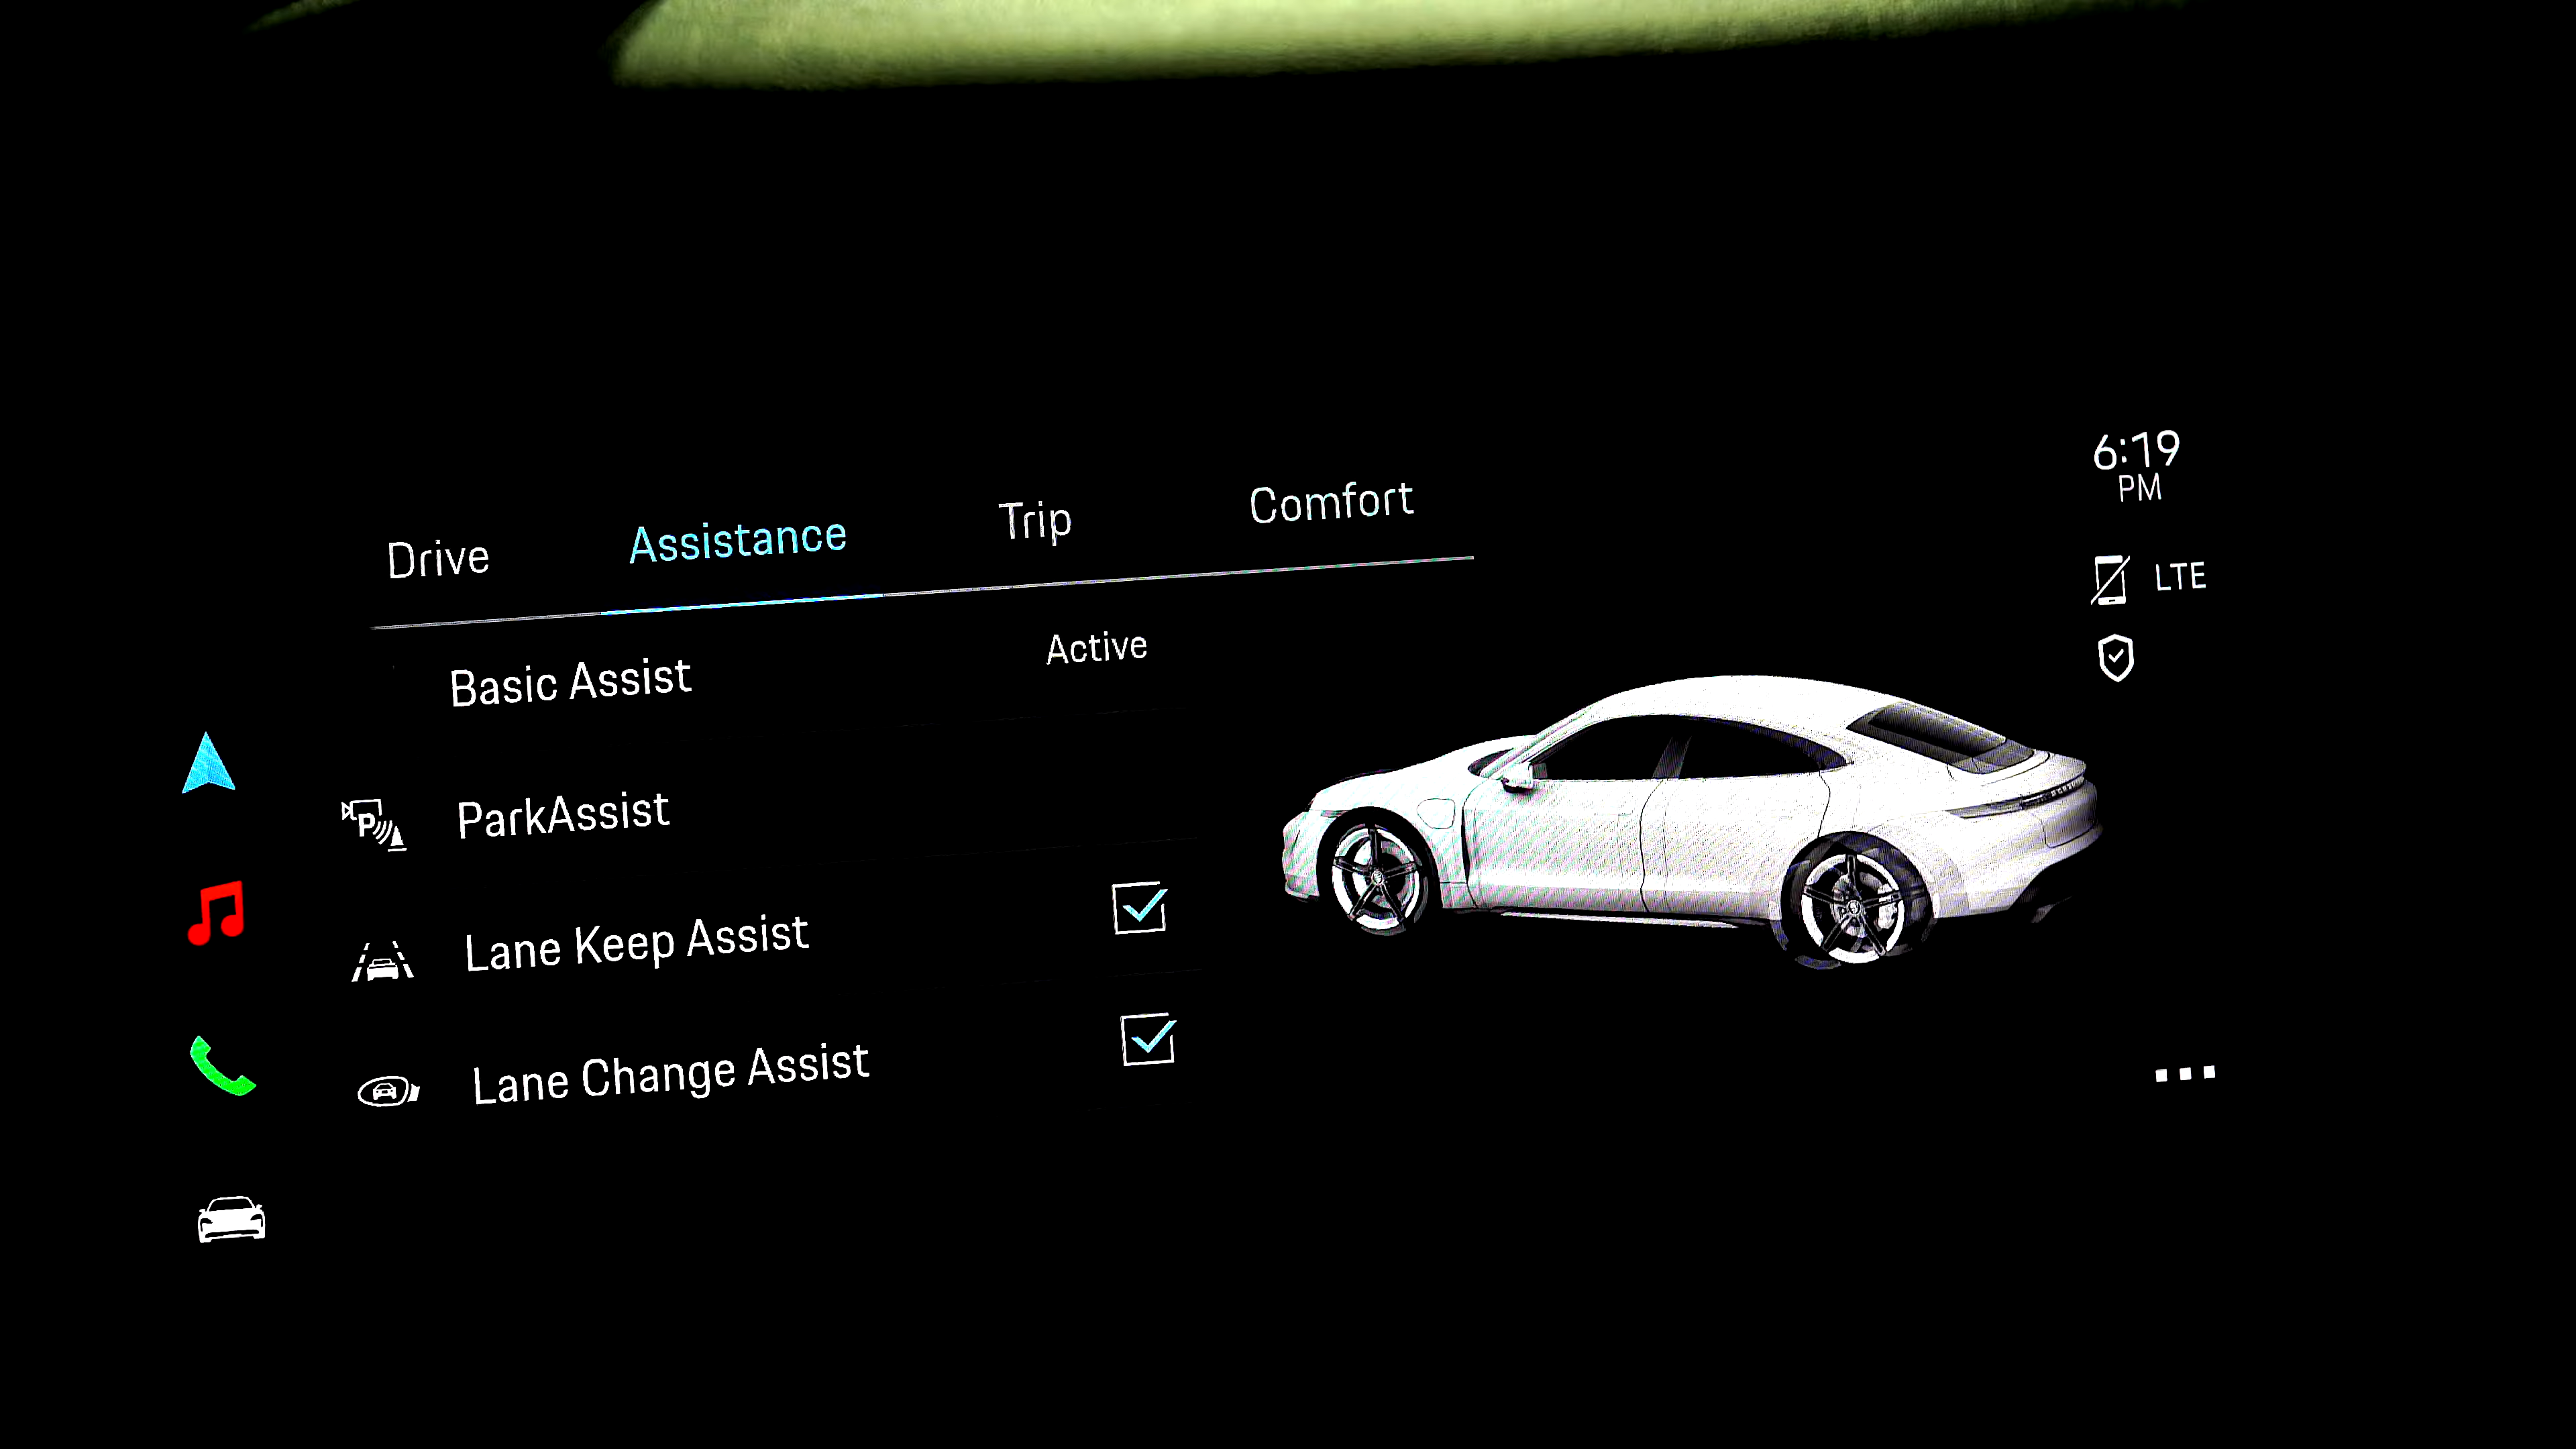 6:19
PM
Drive Assistance Trip Comfort
LTE
Basic Assist Active
P ParkAssist
Lane Keep Assist
Lane Change Assist